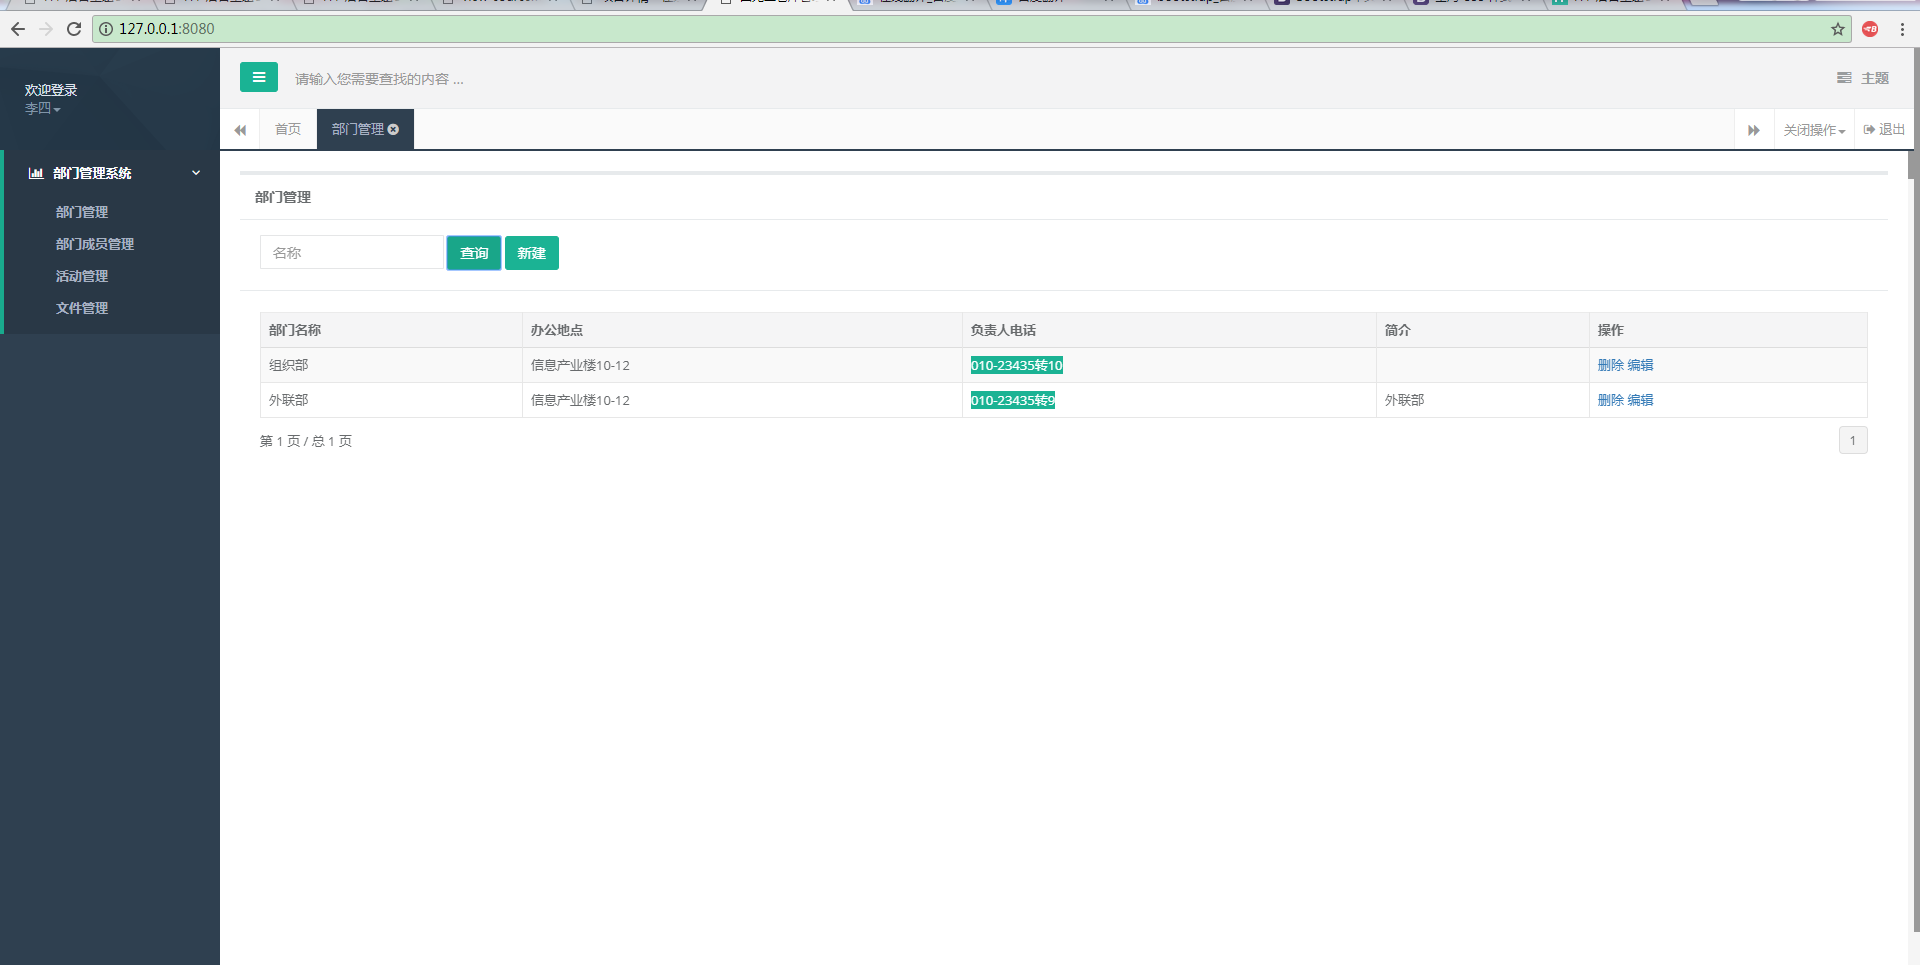 127.0.0.1:8080
欢迎登录
李四
部门管理系统
部门管理
部门成员管理
活动管理
文件管理
请输入您需要查找的内容 ...
主题
首页
部门管理
关闭操作
退出
部门管理
名称 查询 新建
部门名称 办公地点 负责人电话 简介 操作
组织部 信息产业楼10-12 010-23435转10 删除 编辑
外联部 信息产业楼10-12 010-23435转9 外联部 删除 编辑
第 1 页 / 总 1 页
1